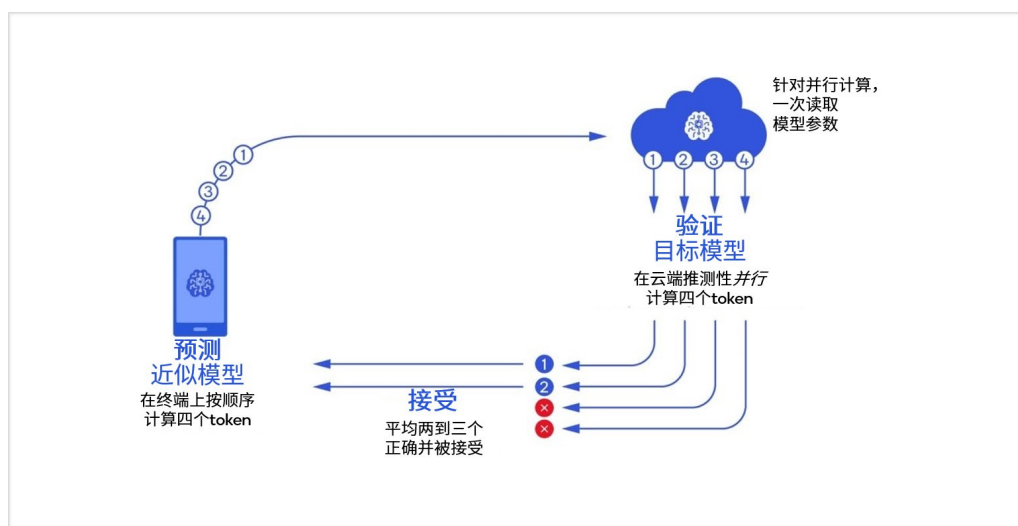 针对并行计算，
一次读取
模型参数
①
②
③
④
① ② ③ ④
验证
目标模型
在云端推测性并行
计算四个token
预测
近似模型
在终端上按顺序
计算四个token
1
2
接受
平均两到三个
正确并被接受